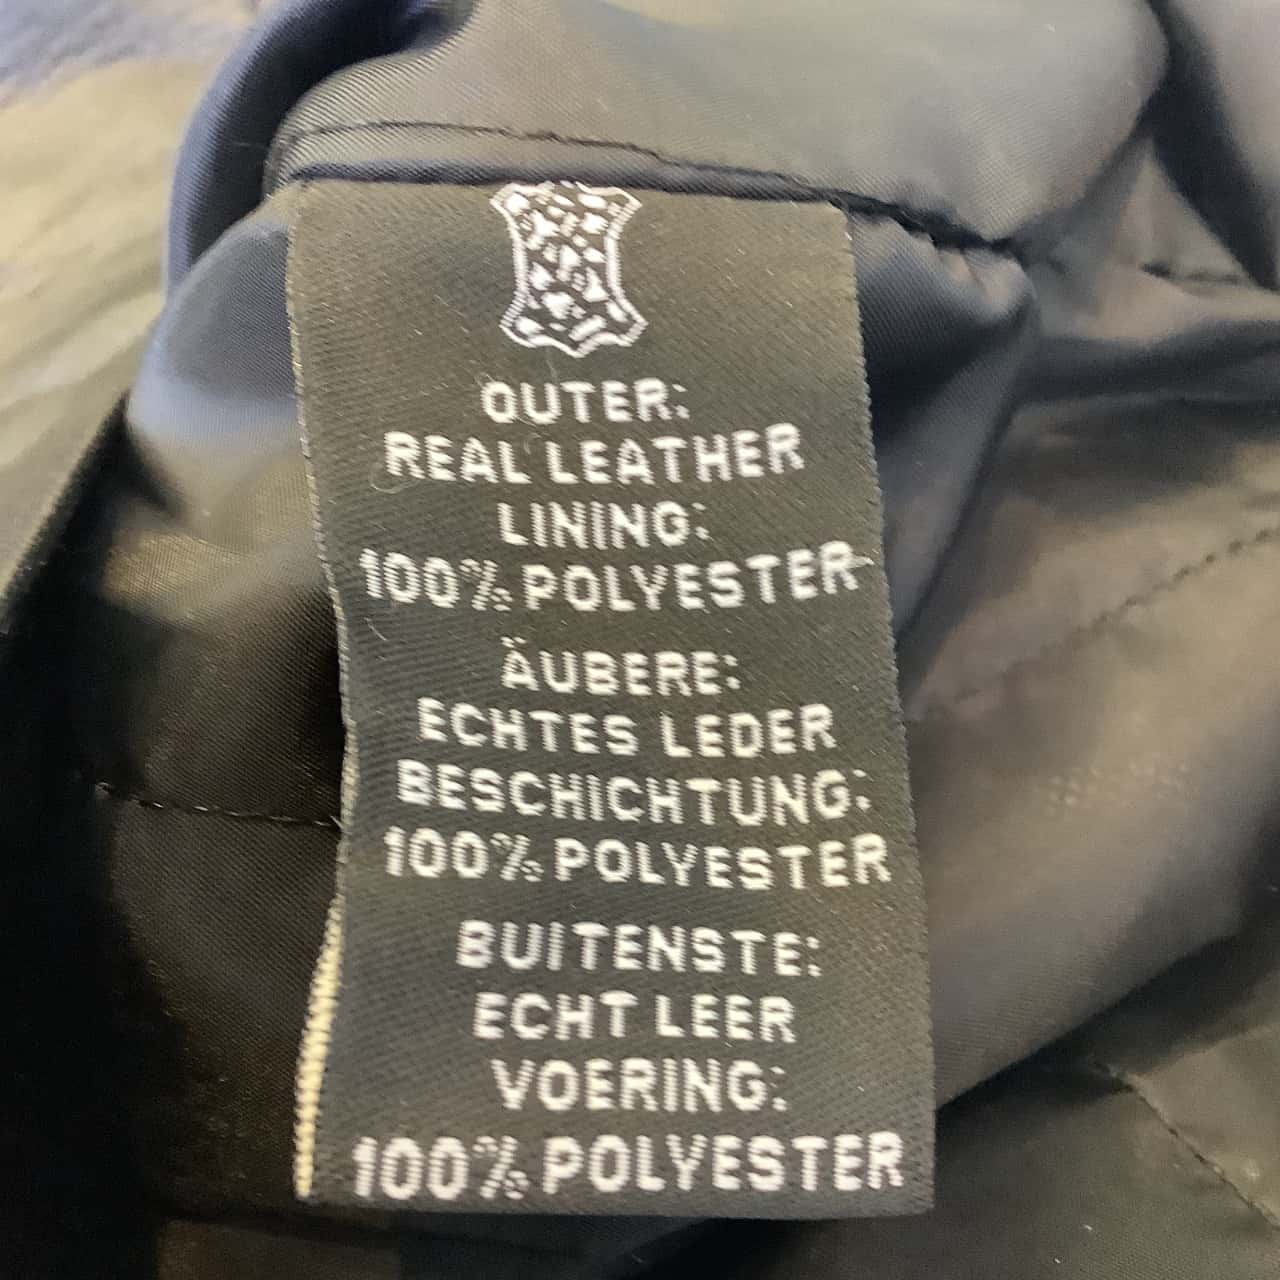 OUTER:
REAL LEATHER
LINING:
100% POLYESTER
ÄUBERE:
ECHTES LEDER
BESCHICHTUNG:
100% POLYESTER
BUITENSTE:
ECHT LEER
VOERING:
100% POLYESTER